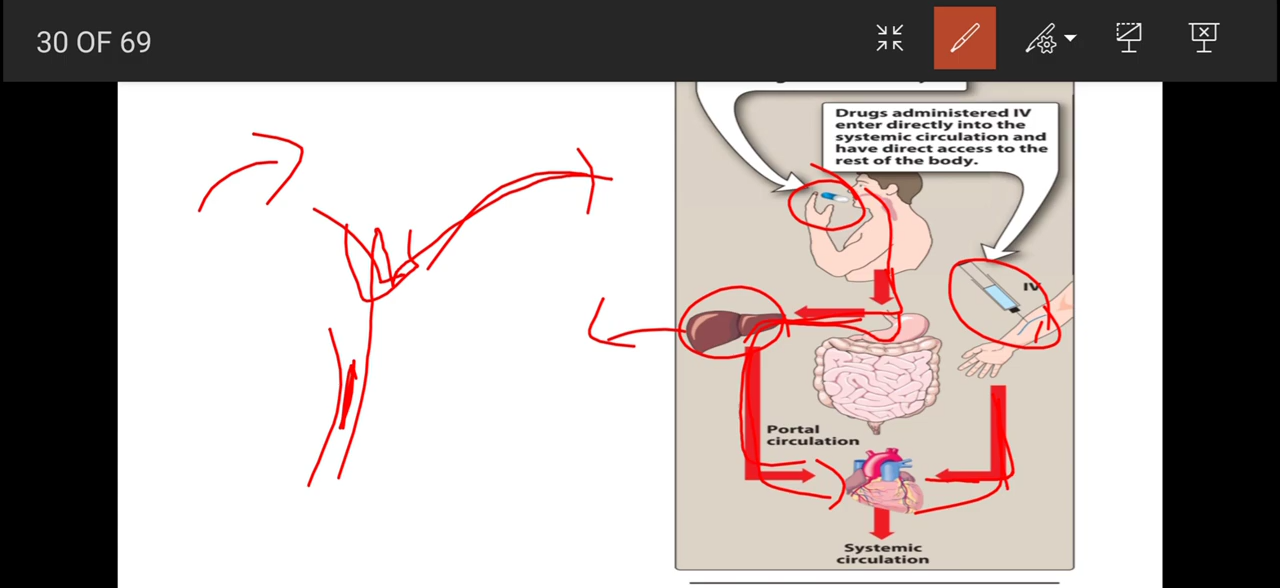 30 OF 69
Drugs administered IV
enter directly into the
systemic circulation and
have direct access to the
rest of the body.
IV
Portal
circulation
Systemic
circulation